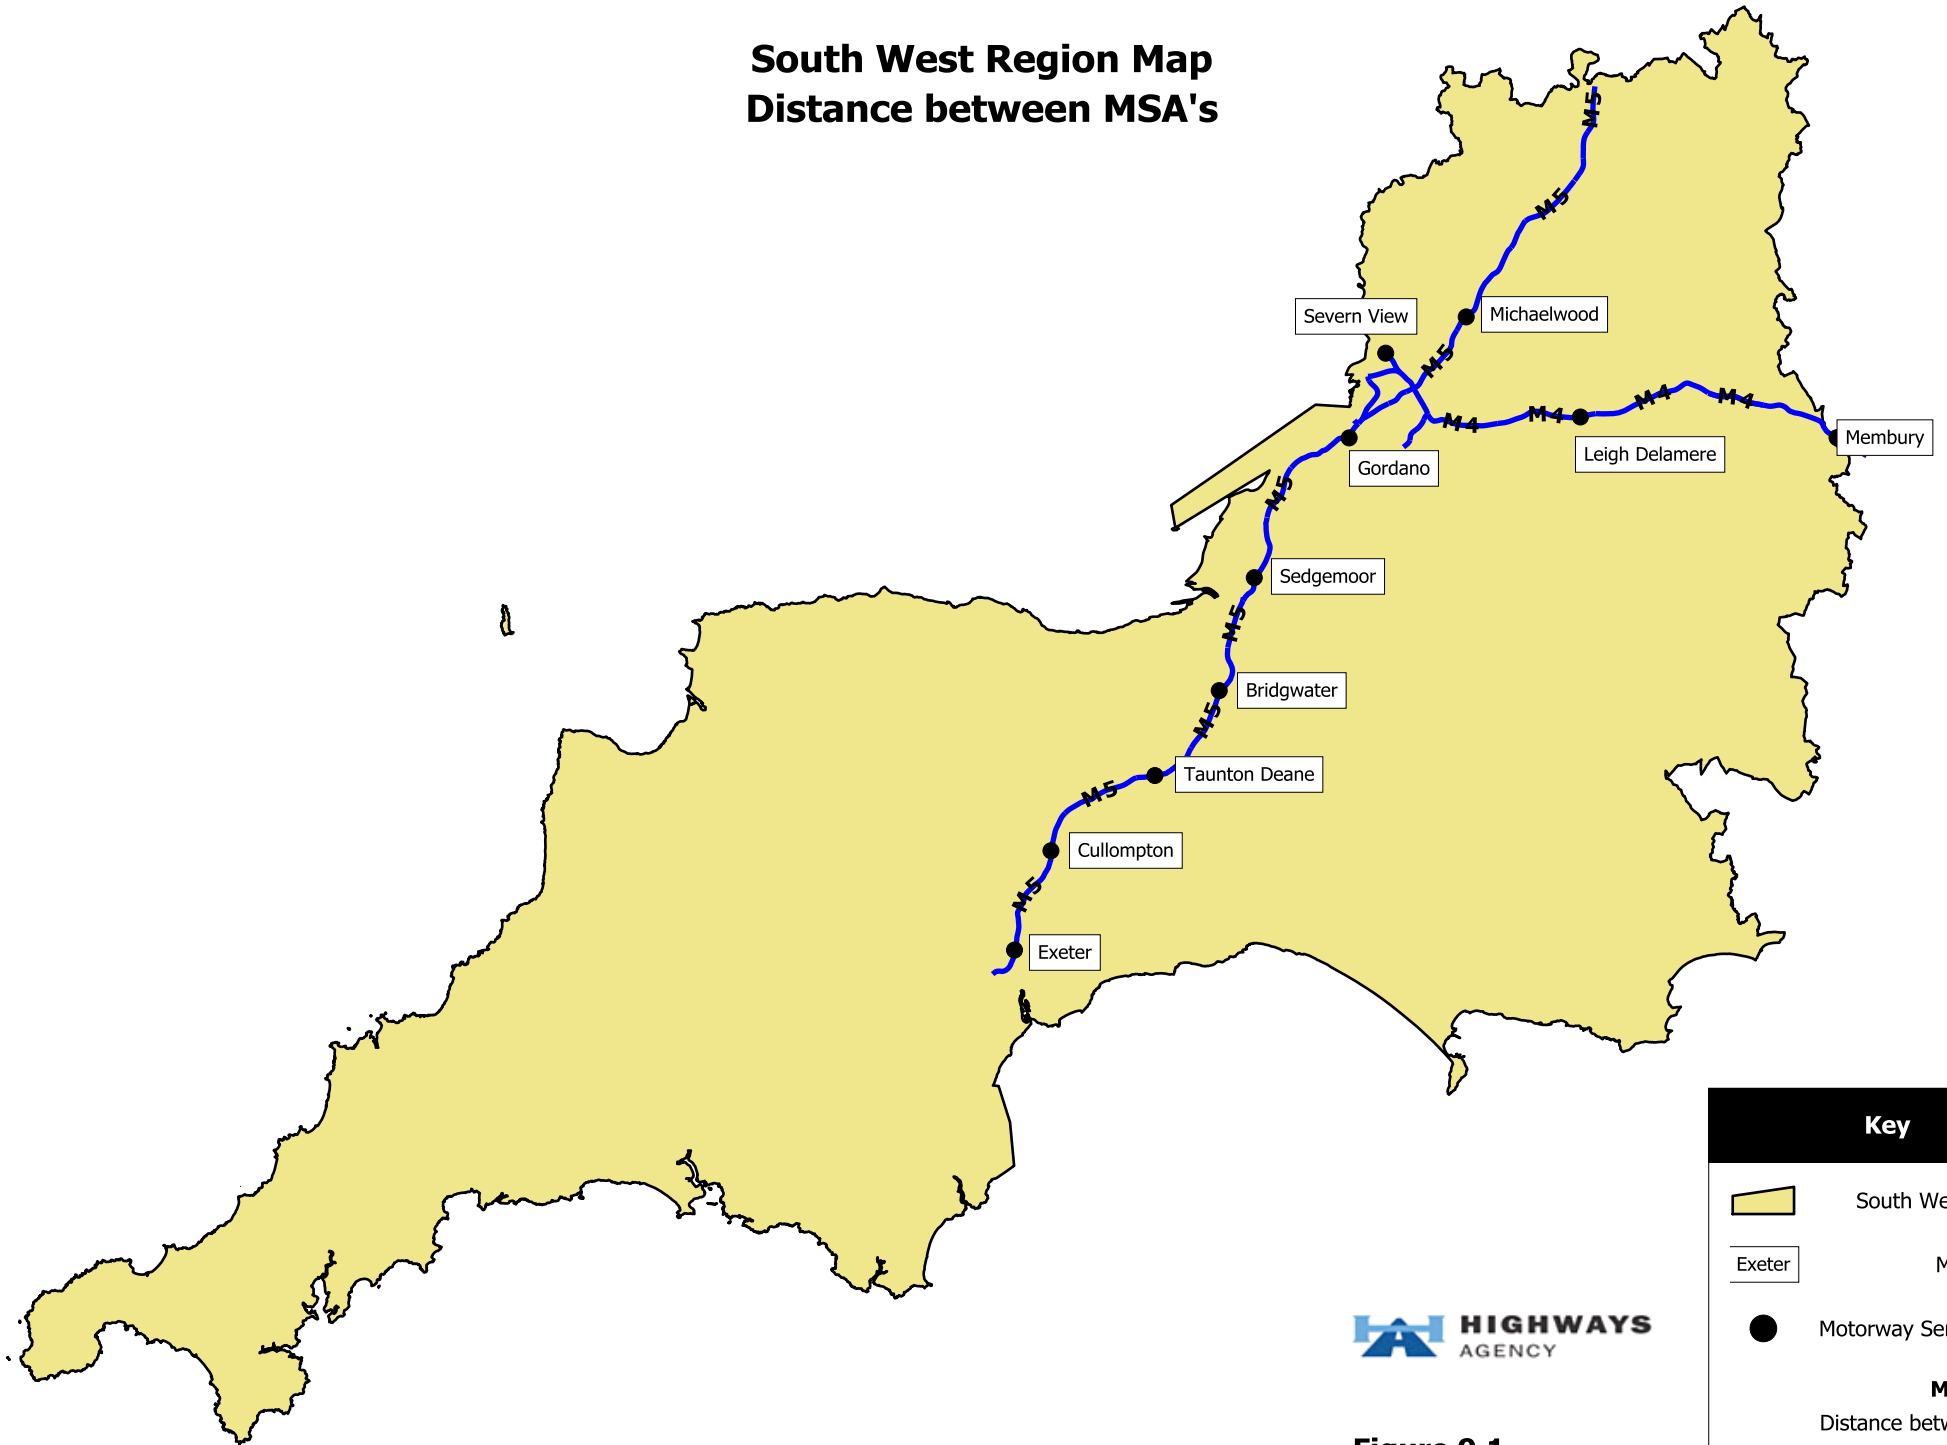 South West Region Map
Distance between MSA's
M5
M5
Severn View
Michaelwood
M5
M4
M4
M4
M4
Membury
Leigh Delamere
Gordano
M5
Sedgemoor
M5
Bridgwater
M5
Taunton Deane
M5
Cullompton
M5
Exeter
Key
South We
Exeter
M
Motorway Ser
M
Distance betw
HIGHWAYS
AGENCY